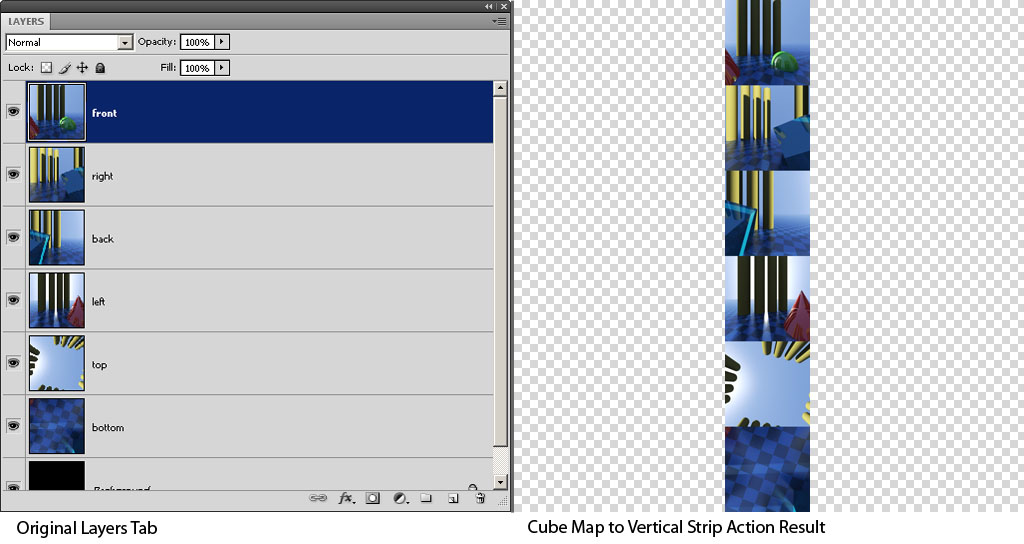 LAYERS
Normal Opacity: 100%
Lock: Fill: 100%
front
right
back
left
top
bottom
Background
fx
Original Layers Tab
Cube Map to Vertical Strip Action Result